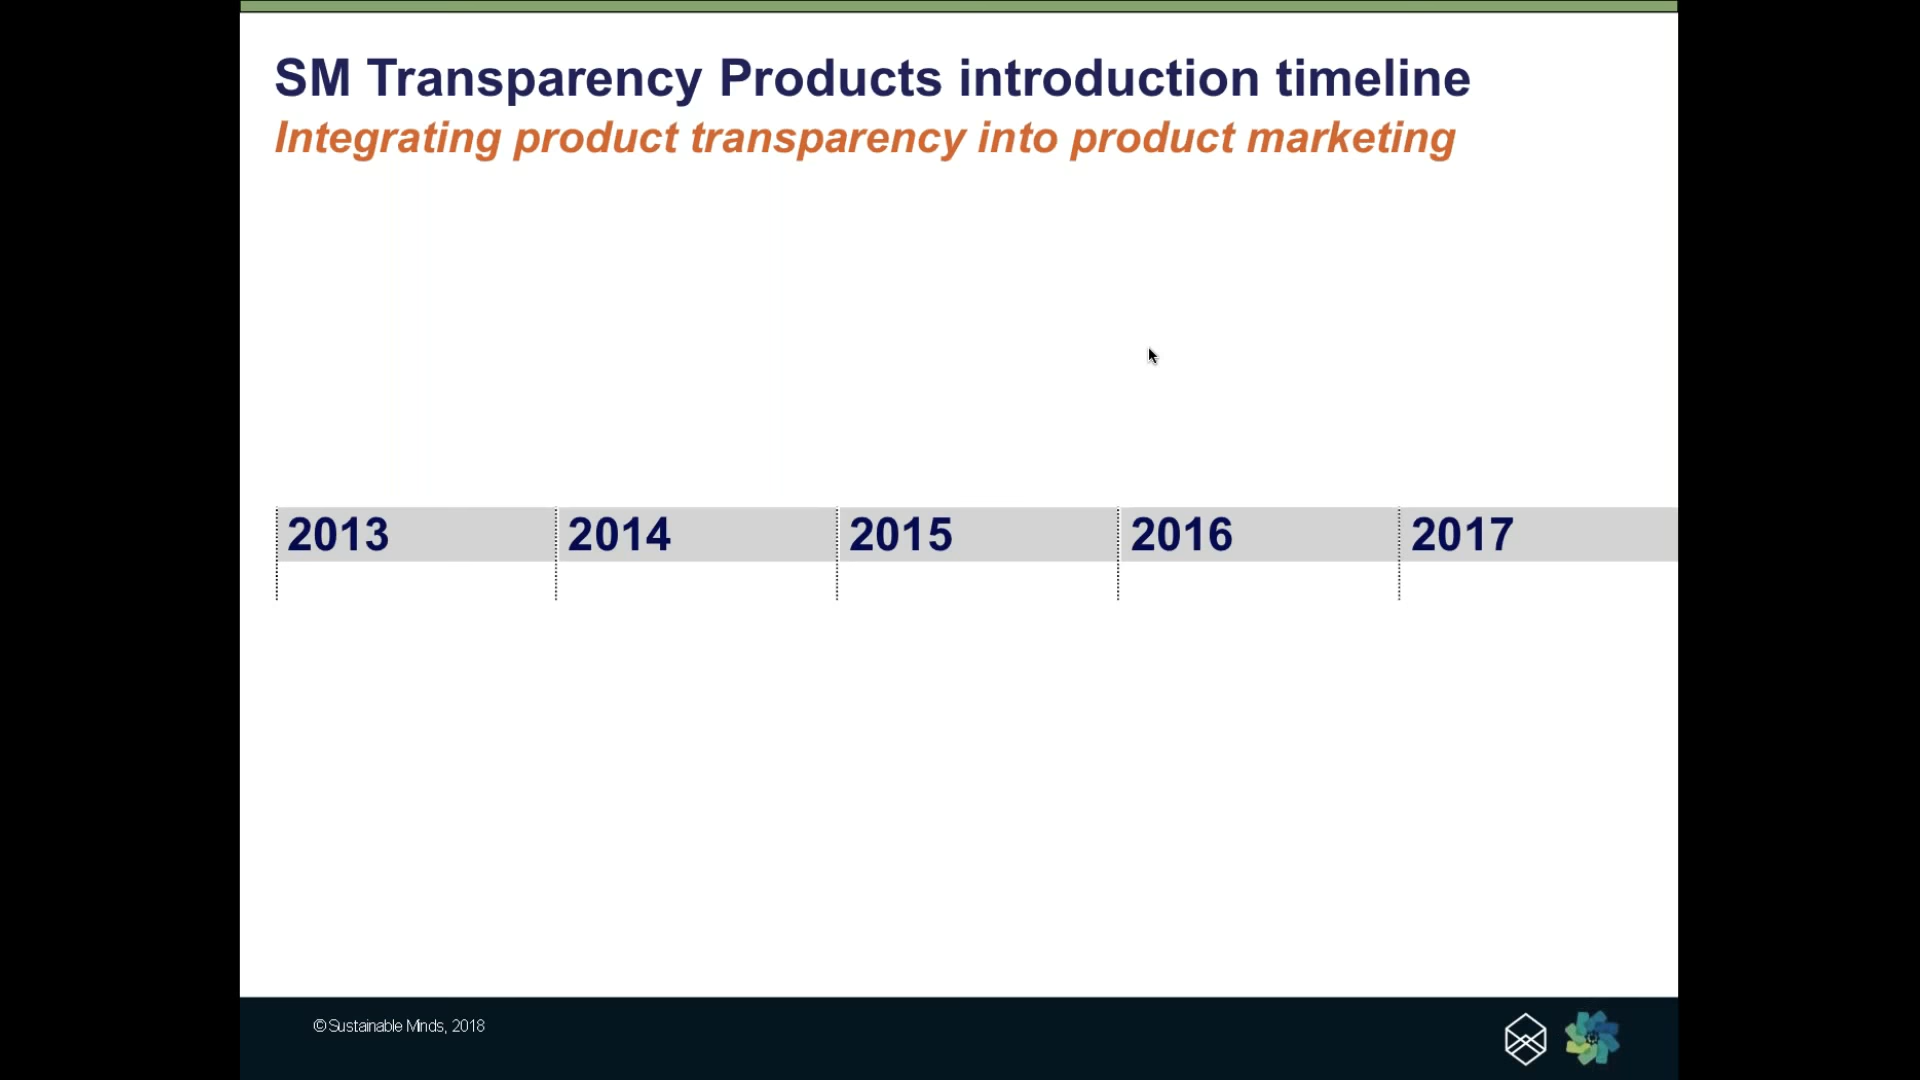 SM Transparency Products introduction timeline
Integrating product transparency into product marketing
2013 2014 2015 2016 2017
© Sustainable Minds, 2018